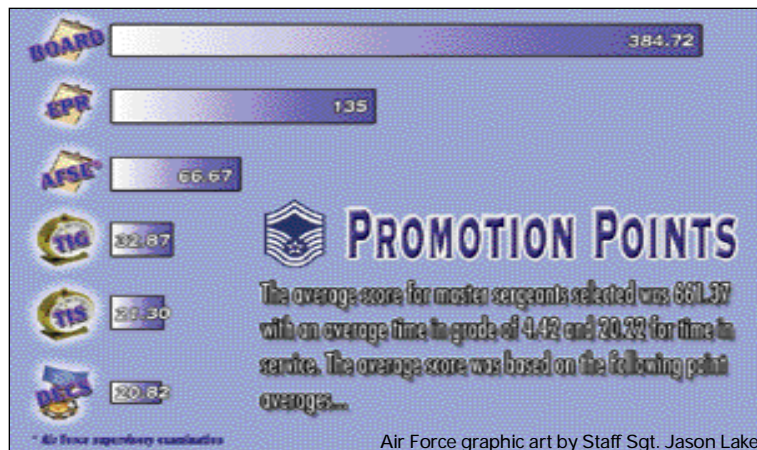 BOARD 384.72
EPR 135
AFSE* 66.67
TIG 32.87
TIS 21.30
DECS 20.82
PROMOTION POINTS
The average score for master sergeants selected was 661.37
with an average time in grade of 4.42 and 20.22 for time in
service. The average score was based on the following point
averages...
* Air Force supervisory examination
Air Force graphic art by Staff Sgt. Jason Lake